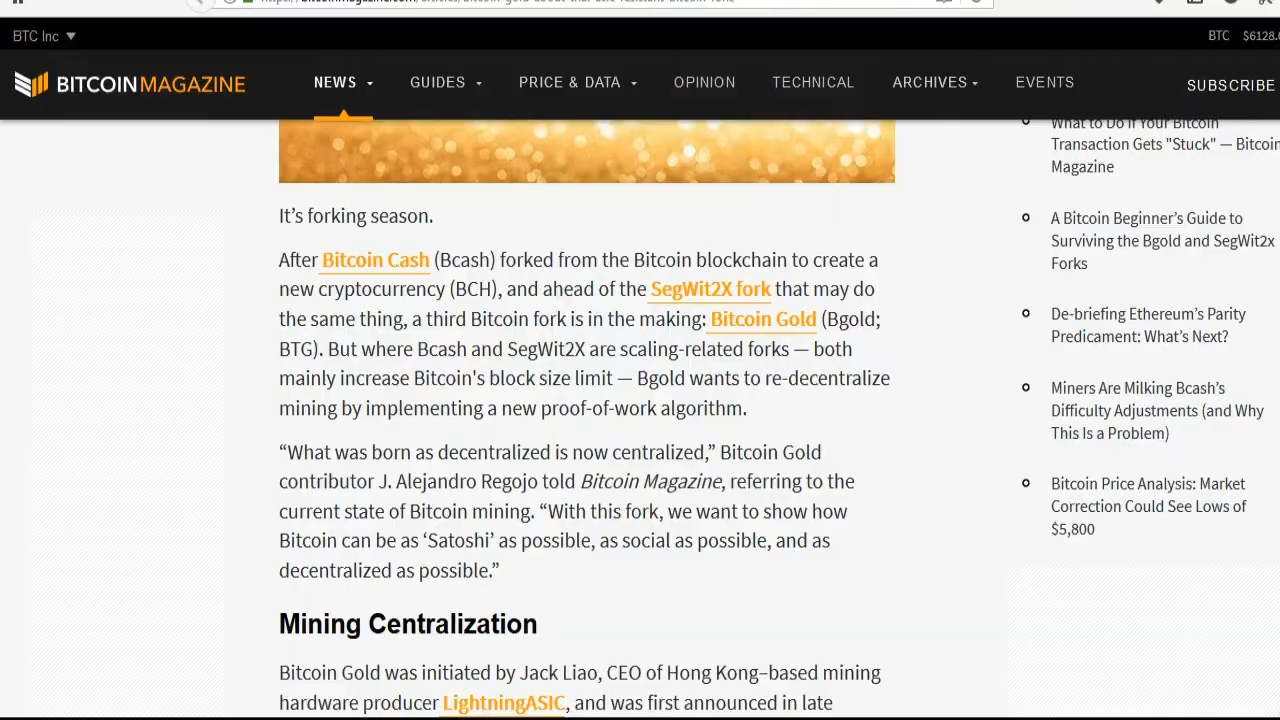 BTC Inc
BTC $6128.
BITCOINMAGAZINE
NEWS
GUIDES
PRICE & DATA
OPINION
TECHNICAL
ARCHIVES
EVENTS
SUBSCRIBE
It’s forking season.
After Bitcoin Cash (Bcash) forked from the Bitcoin blockchain to create a
new cryptocurrency (BCH), and ahead of the SegWit2X fork that may do
the same thing, a third Bitcoin fork is in the making: Bitcoin Gold (Bgold;
BTG). But where Bcash and SegWit2X are scaling-related forks — both
mainly increase Bitcoin's block size limit — Bgold wants to re-decentralize
mining by implementing a new proof-of-work algorithm.
“What was born as decentralized is now centralized,” Bitcoin Gold
contributor J. Alejandro Regojo told Bitcoin Magazine, referring to the
current state of Bitcoin mining. “With this fork, we want to show how
Bitcoin can be as ‘Satoshi’ as possible, as social as possible, and as
decentralized as possible.”
Mining Centralization
Bitcoin Gold was initiated by Jack Liao, CEO of Hong Kong–based mining
hardware producer LightningASIC, and was first announced in late
What to Do if Your Bitcoin
Transaction Gets "Stuck" — Bitcoin
Magazine
A Bitcoin Beginner’s Guide to
Surviving the Bgold and SegWit2x
Forks
De-briefing Ethereum’s Parity
Predicament: What’s Next?
Miners Are Milking Bcash’s
Difficulty Adjustments (and Why
This Is a Problem)
Bitcoin Price Analysis: Market
Correction Could See Lows of
$5,800